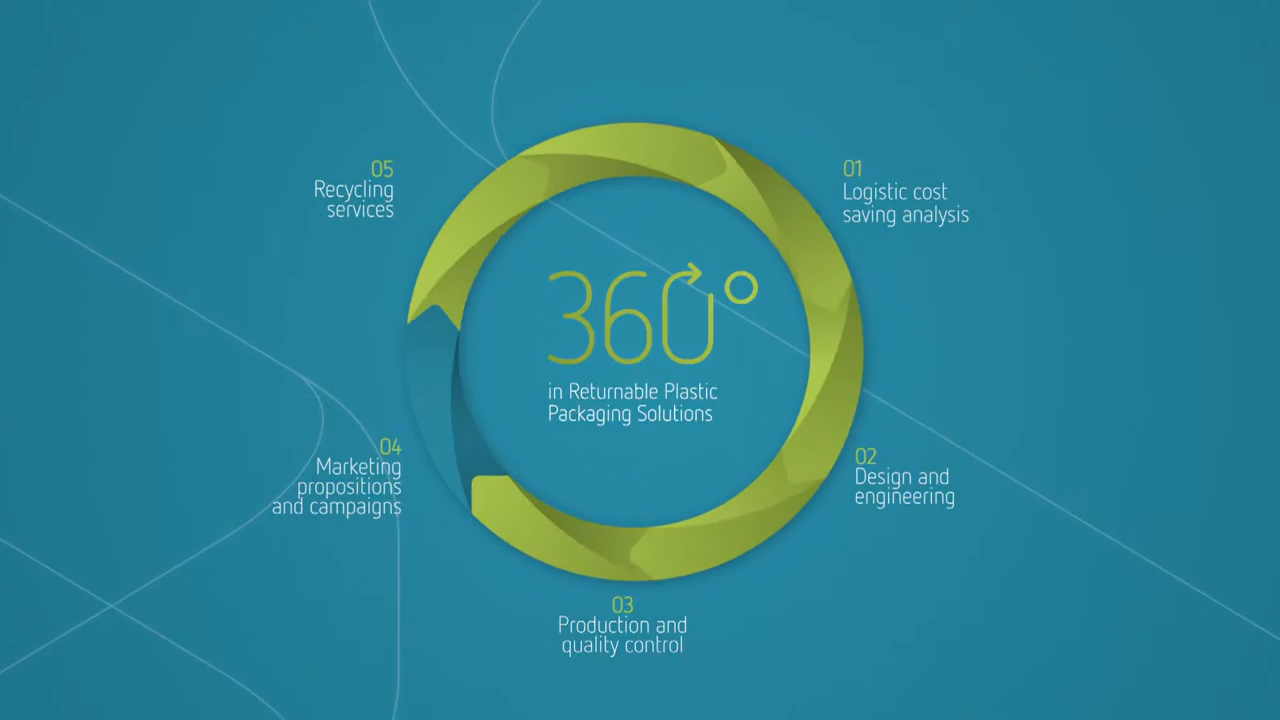 360°
in Returnable Plastic
Packaging Solutions
01
Logistic cost
saving analysis
02
Design and
engineering
03
Production and
quality control
04
Marketing
propositions
and campaigns
05
Recycling
services